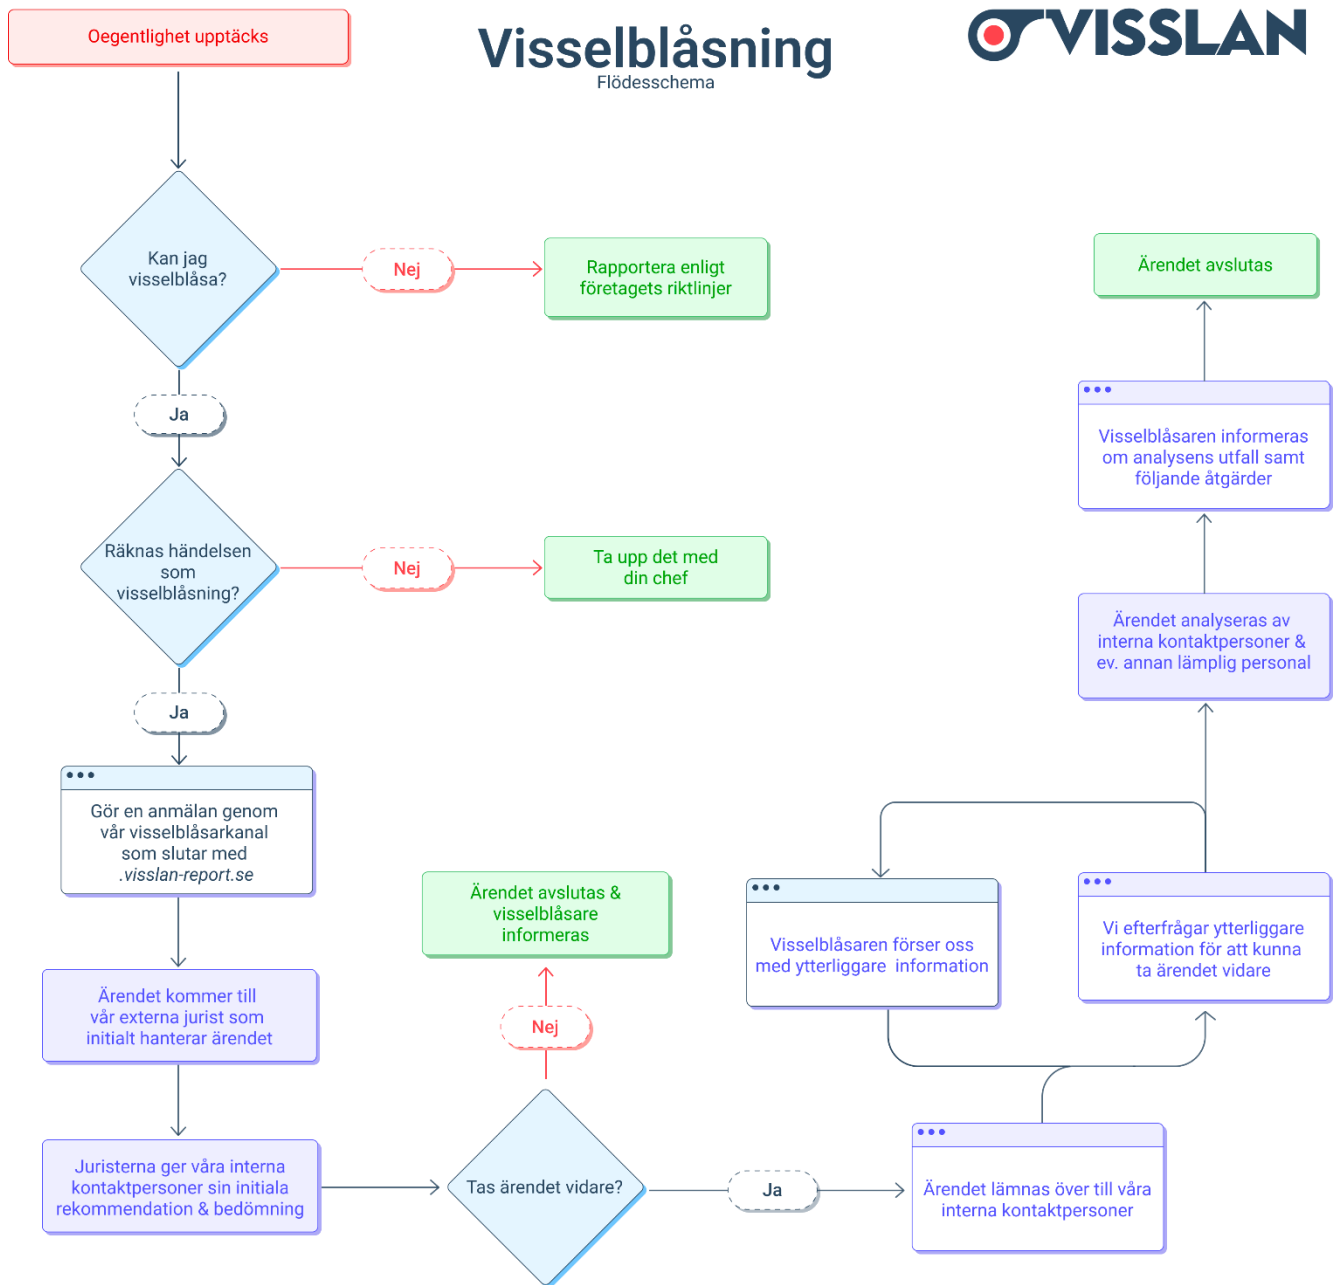 Oegentlighet upptäcks
Visselblåsning
Flödesschema
VISSLAN
Kan jag
visselblåsa?
Nej
Rapportera enligt
företagets riktlinjer
Ja
Räknas händelsen
som
visselblåsning?
Nej
Ta upp det med
din chef
Ja
Gör en anmälan genom
vår visselblåsarkanal
som slutar med
.visslan-report.se
Ärendet kommer till
vår externa jurist som
initialt hanterar ärendet
Juristerna ger våra interna
kontaktpersoner sin initiala
rekommendation & bedömning
Tas ärendet vidare?
Nej
Ärendet avslutas &
visselblåsare
informeras
Ja
Ärendet lämnas över till våra
interna kontaktpersoner
Vi efterfrågar ytterliggare
information för att kunna
ta ärendet vidare
Visselblåsaren förser oss
med ytterliggare information
Ärendet analyseras av
interna kontaktpersoner &
ev. annan lämplig personal
Visselblåsaren informeras
om analysens utfall samt
följande åtgärder
Ärendet avslutas